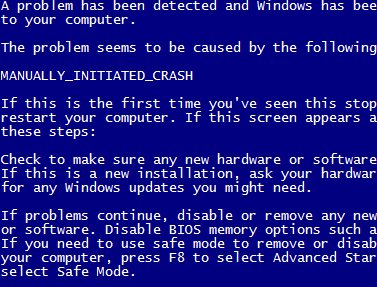 A problem has been detected and Windows has bee
to your computer.
The problem seems to be caused by the following
MANUALLY_INITIATED_CRASH
If this is the first time you've seen this stop
restart your computer. If this screen appears a
these steps:
Check to make sure any new hardware or software
If this is a new installation, ask your hardwar
for any Windows updates you might need.
If problems continue, disable or remove any new
or software. Disable BIOS memory options such a
If you need to use safe mode to remove or disab
your computer, press F8 to select Advanced Star
select Safe Mode.